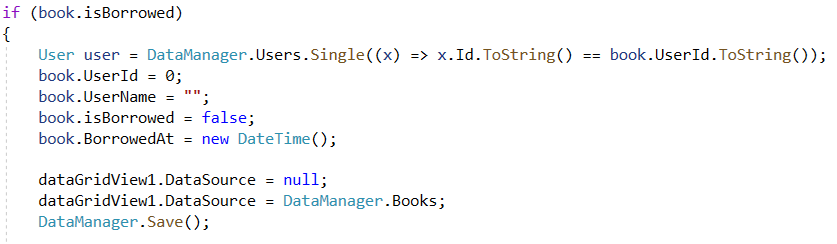 if (book.isBorrowed)
{
User user = DataManager.Users.Single((x) => x.Id.ToString() == book.UserId.ToString());
book.UserId = 0;
book.UserName = "";
book.isBorrowed = false;
book.BorrowedAt = new DateTime();
dataGridView1.DataSource = null;
dataGridView1.DataSource = DataManager.Books;
DataManager.Save();